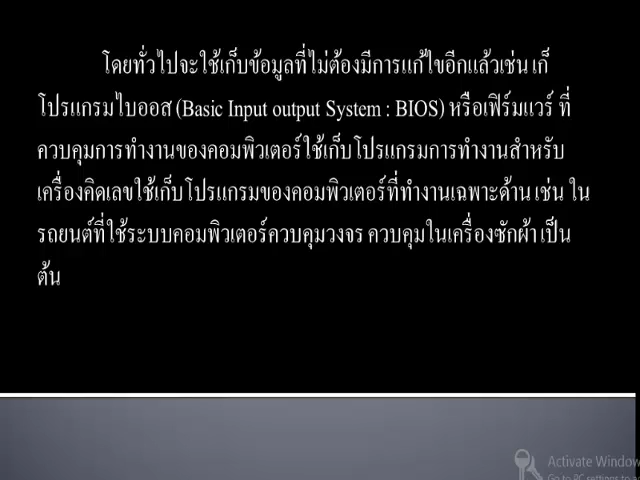 โดยทั่วไปจะใช้เก็บข้อมูลที่ไม่ต้องมีการแก้ไขอีกแล้วเช่น เก็
โปรแกรมไบออส (Basic Input output System : BIOS) หรือเฟิร์มแวร์ ที่
ควบคุมการทำงานของคอมพิวเตอร์ใช้เก็บโปรแกรมการทำงานสำหรับ
เครื่องคิดเลขใช้เก็บโปรแกรมของคอมพิวเตอร์ที่ทำงานเฉพาะด้าน เช่น ใน
รถยนต์ที่ใช้ระบบคอมพิวเตอร์ควบคุมวงจร ควบคุมในเครื่องซักผ้า เป็น
ต้น
Activate Window
Go to PC settings to a